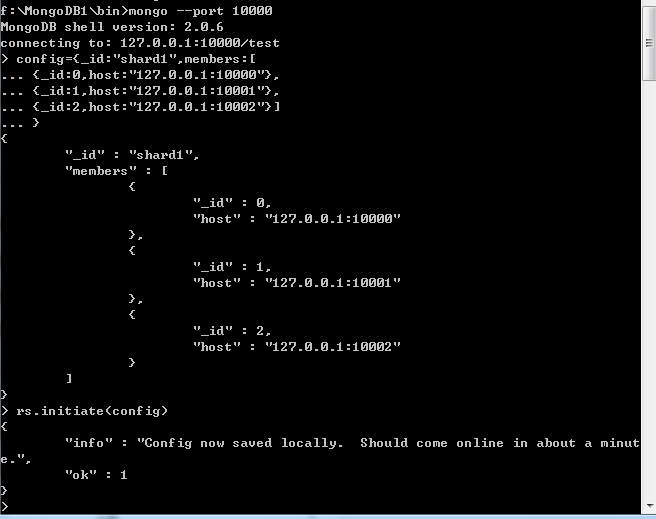 f:\MongoDB1\bin>mongo --port 10000
MongoDB shell version: 2.0.6
connecting to: 127.0.0.1:10000/test
> config={_id:"shard1",members:[
... {_id:0,host:"127.0.0.1:10000"},
... {_id:1,host:"127.0.0.1:10001"},
... {_id:2,host:"127.0.0.1:10002"}]
... }
{
        "_id" : "shard1",
        "members" : [
                {
                        "_id" : 0,
                        "host" : "127.0.0.1:10000"
                },
                {
                        "_id" : 1,
                        "host" : "127.0.0.1:10001"
                },
                {
                        "_id" : 2,
                        "host" : "127.0.0.1:10002"
                }
        ]
}
> rs.initiate(config)
{
        "info" : "Config now saved locally.  Should come online in about a minut
e.",
        "ok" : 1
}
>